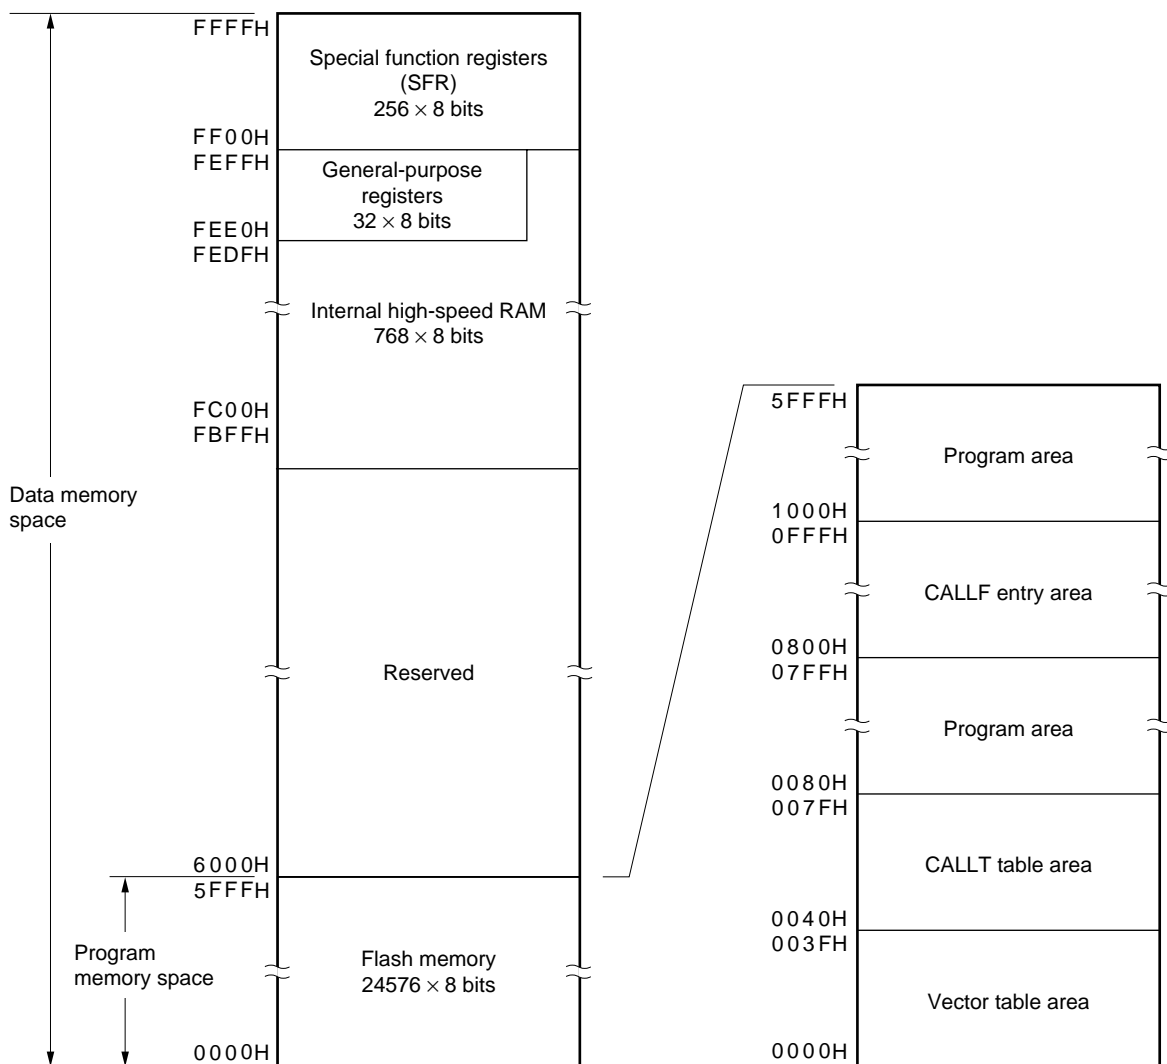 FFFFH
Special function registers
(SFR)
256 × 8 bits
FF00H
FEFFH
General-purpose
registers
32 × 8 bits
FEE0H
FEDFH
Internal high-speed RAM
768 × 8 bits
FC00H
FBFFH
Data memory
space
Reserved
6000H
5FFFH
Program
memory space
Flash memory
24576 × 8 bits
0000H
5FFFH
Program area
1000H
0FFFH
CALLF entry area
0800H
07FFH
Program area
0080H
007FH
CALLT table area
0040H
003FH
Vector table area
0000H